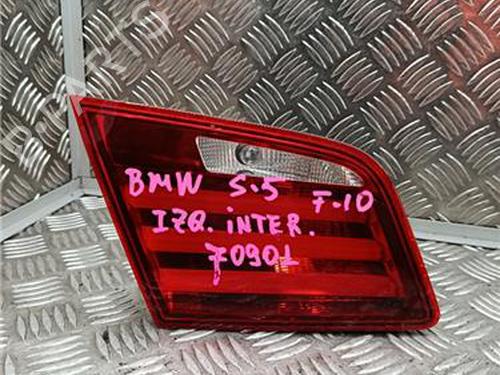 BMW S.5 F.10
IZQ. iNTER.
70901